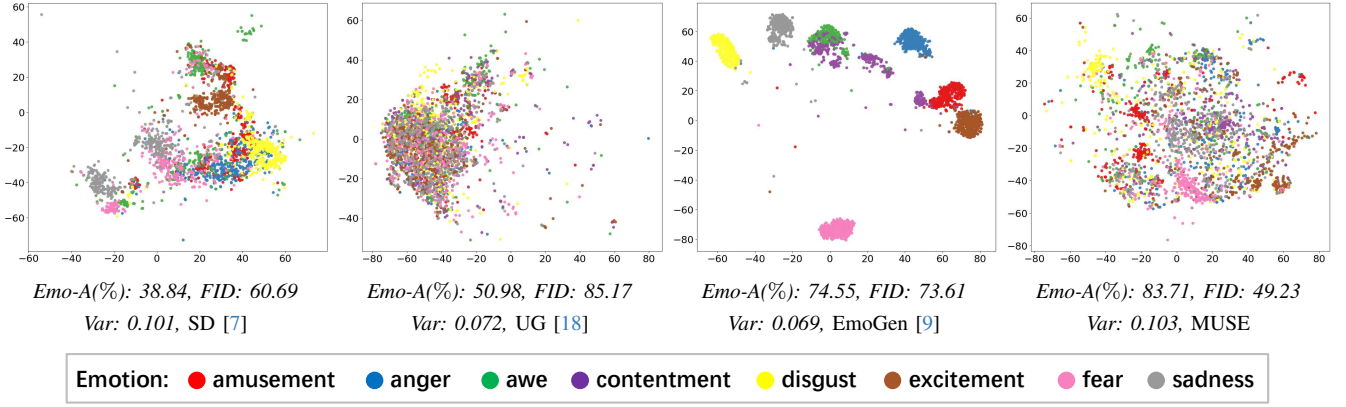 60
40
20
0
−20
−40
−60
−60 −40 −20 0 20 40 60
Emo-A(%): 38.84, FID: 60.69
Var: 0.101, SD [7]
60
40
20
0
−20
−40
−80 −60 −40 −20 0 20 40 60 80
Emo-A(%): 50.98, FID: 85.17
Var: 0.072, UG [18]
60
40
20
0
−20
−40
−60
−80
−60 −40 −20 0 20 40 60 80
Emo-A(%): 74.55, FID: 73.61
Var: 0.069, EmoGen [9]
60
40
20
0
−20
−40
−60
−80
−80 −60 −40 −20 0 20 40 60 80
Emo-A(%): 83.71, FID: 49.23
Var: 0.103, MUSE
Emotion: amusement anger awe contentment disgust excitement fear sadness